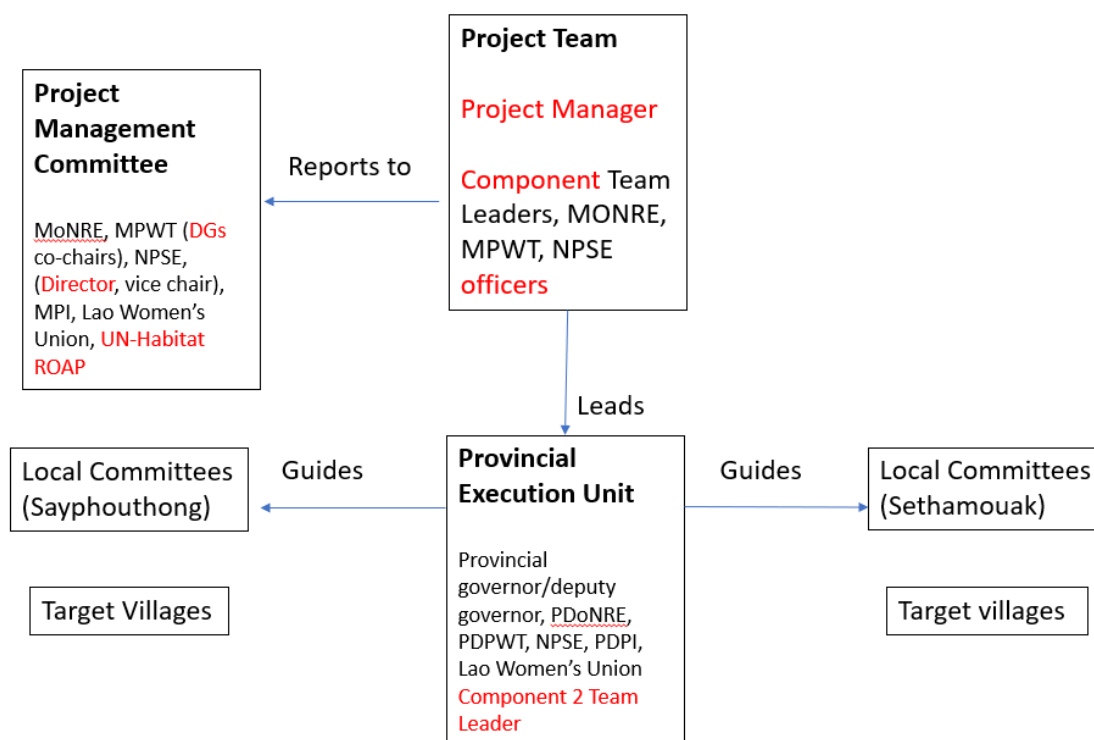 Project Team
Project Manager
Component Team
Leaders, MONRE,
MPWT, NPSE
officers
Project
Management
Committee
MoNRE, MPWT (DGs
co-chairs), NPSE,
(Director, vice chair),
MPI, Lao Women's
Union, UN-Habitat
ROAP
Reports to
Leads
Provincial
Execution Unit
Provincial
governor/deputy
governor, PDoNRE,
PDPWT, NPSE, PDPI,
Lao Women's Union
Component 2 Team
Leader
Guides
Local Committees
(Sayphouthong)
Target Villages
Guides
Local Committees
(Sethamouak)
Target villages